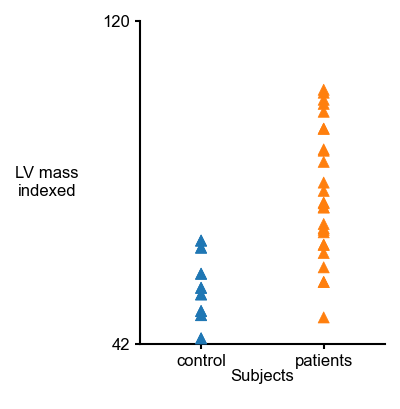 120
LV mass
indexed
42
control
patients
Subjects